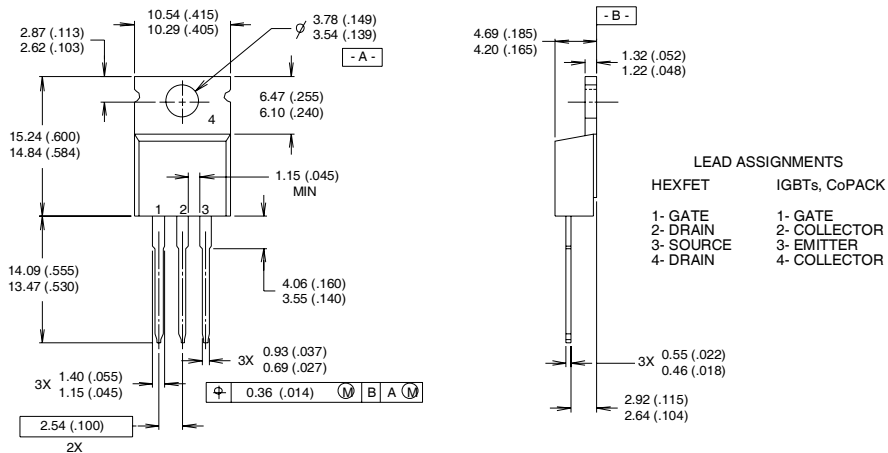 10.54 (.415)
10.29 (.405)
2.87 (.113)
2.62 (.103)
3.78 (.149)
3.54 (.139)
- A -
6.47 (.255)
6.10 (.240)
4
15.24 (.600)
14.84 (.584)
1.15 (.045)
MIN
1 2 3
14.09 (.555)
13.47 (.530)
4.06 (.160)
3.55 (.140)
3X 0.93 (.037)
0.69 (.027)
3X 1.40 (.055)
1.15 (.045)
0.36 (.014) M B A M
2.54 (.100)
2X
- B -
4.69 (.185)
4.20 (.165)
1.32 (.052)
1.22 (.048)
3X 0.55 (.022)
0.46 (.018)
2.92 (.115)
2.64 (.104)
LEAD ASSIGNMENTS
HEXFET
1- GATE
2- DRAIN
3- SOURCE
4- DRAIN
IGBTs, CoPACK
1- GATE
2- COLLECTOR
3- EMITTER
4- COLLECTOR